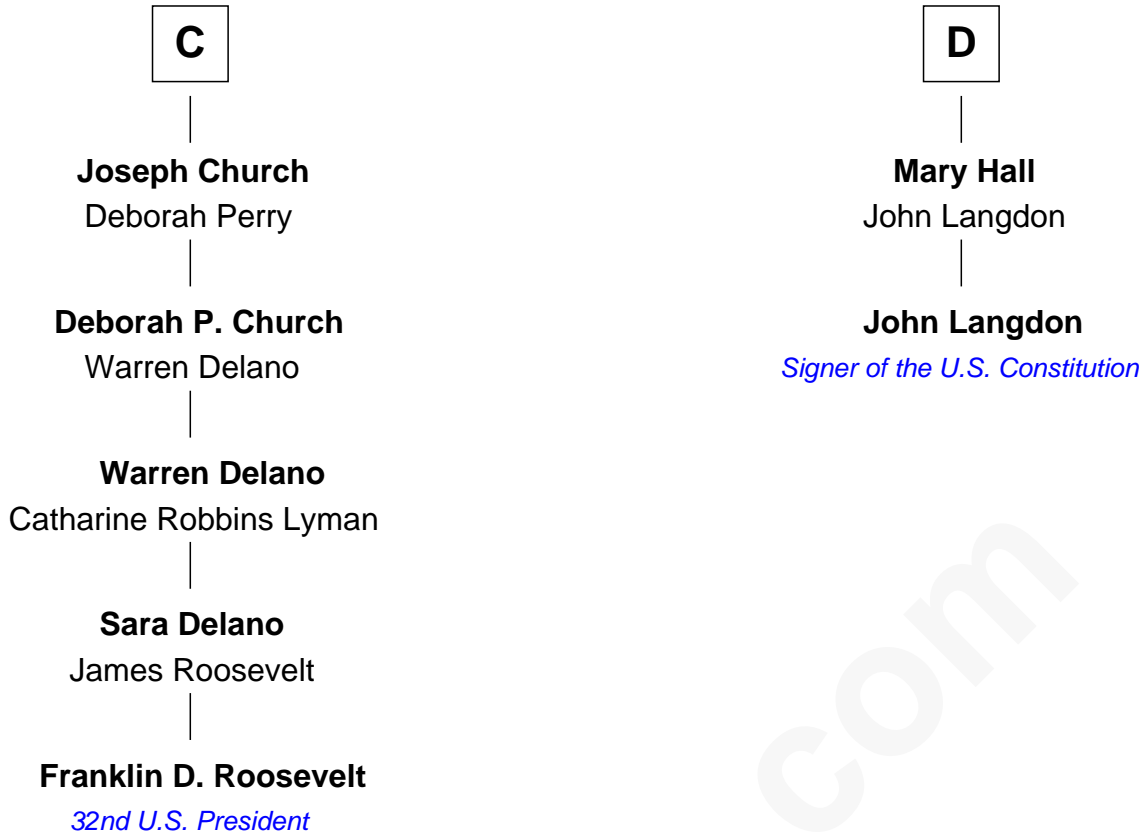 C
Joseph Church
Deborah Perry
Deborah P. Church
Warren Delano
Warren Delano
Catharine Robbins Lyman
Sara Delano
James Roosevelt
Franklin D. Roosevelt
32nd U.S. President
D
Mary Hall
John Langdon
John Langdon
Signer of the U.S. Constitution
com